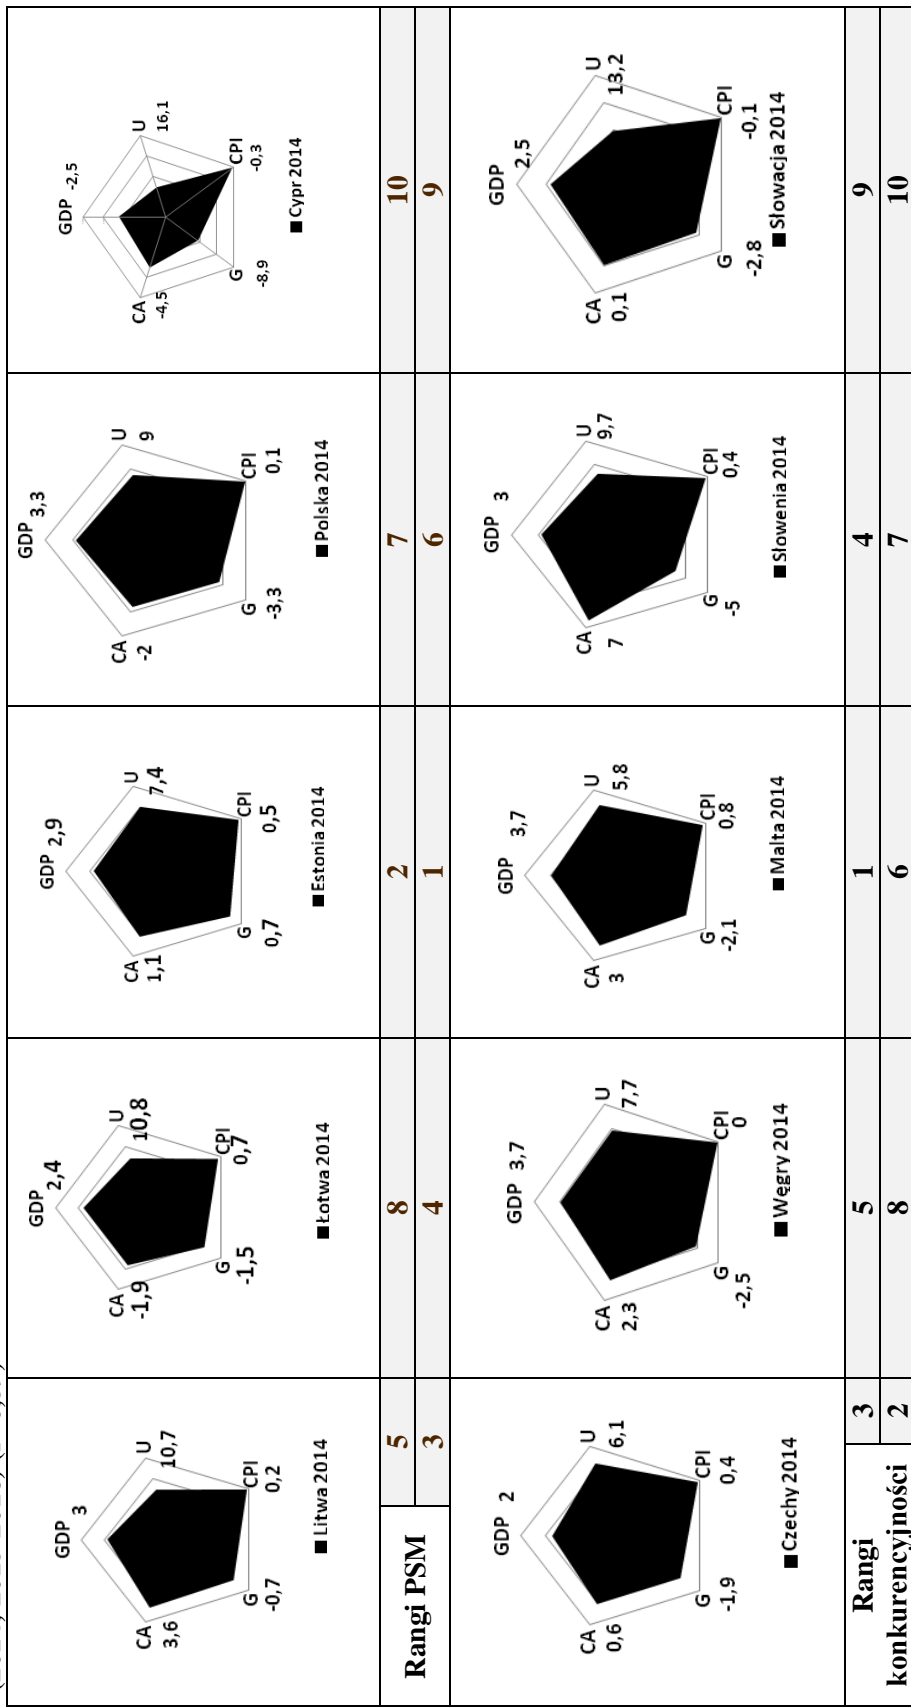 GDP 3
U
10,7
CPI
0,2
G
-0,7
CA
3,6
■Litwa 2014
GDP 2,4
U
10,8
CPI
0,7
G
-1,5
CA
-1,9
■Łotwa 2014
GDP 2,9
U
7,4
CPI
0,5
G
0,7
CA
1,1
■Estonia 2014
GDP 3,3
U
9
CPI
0,1
G
-3,3
CA
-2
■Polska 2014
GDP -2,5
U
16,1
CPI
-0,3
G
-8,9
CA
-4,5
■Cypr 2014
Rangi PSM
5 8 2 7 10
3 4 1 6 9
GDP 2
U
6,1
CPI
0,4
G
-1,9
CA
0,6
■Czechy 2014
GDP 3,7
U
7,7
CPI
0
G
-2,5
CA
2,3
■Węgry 2014
GDP 3,7
U
5,8
CPI
0,8
G
-2,1
CA
3
■Malta 2014
GDP 3
U
9,7
CPI
0,4
G
-5
CA
7
■Słowenia 2014
GDP 2,5
U
13,2
CPI
-0,1
G
-2,8
CA
0,1
■Słowacja 2014
Rangi
konkurencyjności
3 5 1 4 9
2 8 6 7 10